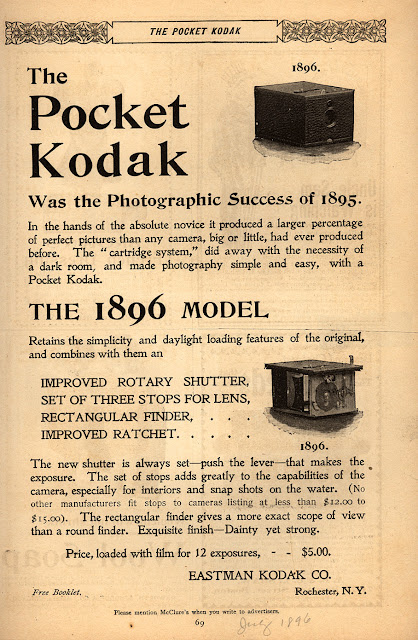 THE POCKET KODAK
1896.
The
Pocket
Kodak
Was the Photographic Success of 1895.
In the hands of the absolute novice it produced a larger percentage
of perfect pictures than any camera, big or little, had ever produced
before. The "cartridge system," did away with the necessity of
a dark room, and made photography simple and easy, with a
Pocket Kodak.
THE 1896 MODEL
Retains the simplicity and daylight loading features of the original,
and combines with them an
IMPROVED ROTARY SHUTTER,
SET OF THREE STOPS FOR LENS,
RECTANGULAR FINDER, . . . .
IMPROVED RATCHET. . . . . .
1896.
The new shutter is always set—push the lever—that makes the
exposure. The set of stops adds greatly to the capabilities of the
camera, especially for interiors and snap shots on the water. (No
other manufacturers fit stops to cameras listing at less than $12.00 to
$15.00). The rectangular finder gives a more exact scope of view
than a round finder. Exquisite finish—Dainty yet strong.
Price, loaded with film for 12 exposures, - - $5.00.
EASTMAN KODAK CO.
Free Booklet. Rochester, N. Y.
Please mention McClure's when you write to advertisers.
69
July 1896